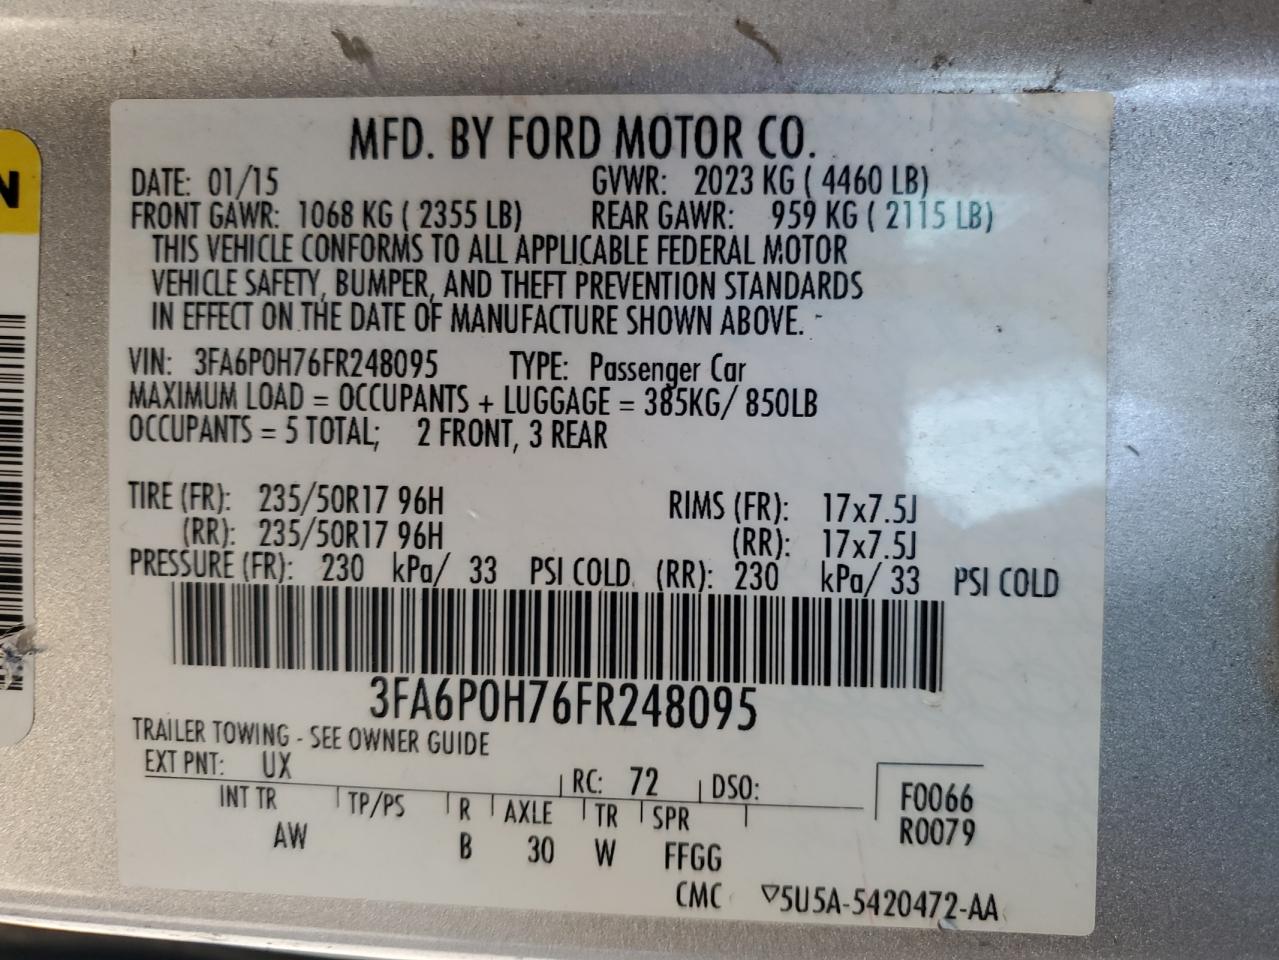 MFD. BY FORD MOTOR CO.
DATE: 01/15 GVWR: 2023 KG ( 4460 LB)
FRONT GAWR: 1068 KG ( 2355 LB) REAR GAWR: 959 KG ( 2115 LB)
THIS VEHICLE CONFORMS TO ALL APPLICABLE FEDERAL MOTOR
VEHICLE SAFETY, BUMPER, AND THEFT PREVENTION STANDARDS
IN EFFECT ON THE DATE OF MANUFACTURE SHOWN ABOVE.
VIN: 3FA6P0H76FR248095 TYPE: Passenger Car
MAXIMUM LOAD = OCCUPANTS + LUGGAGE = 385KG/ 850LB
OCCUPANTS = 5 TOTAL; 2 FRONT, 3 REAR
TIRE (FR): 235/50R17 96H RIMS (FR): 17x7.5J
(RR): 235/50R17 96H (RR): 17x7.5J
PRESSURE (FR): 230 kPa/ 33 PSI COLD (RR): 230 kPa/ 33 PSI COLD
3FA6P0H76FR248095
TRAILER TOWING - SEE OWNER GUIDE
EXT PNT: UX RC: 72 DSO:
INT TR TP/PS R AXLE TR SPR
F0066
R0079
AW B 30 W FFGG
CMC ▽5U5A-5420472-AA
N